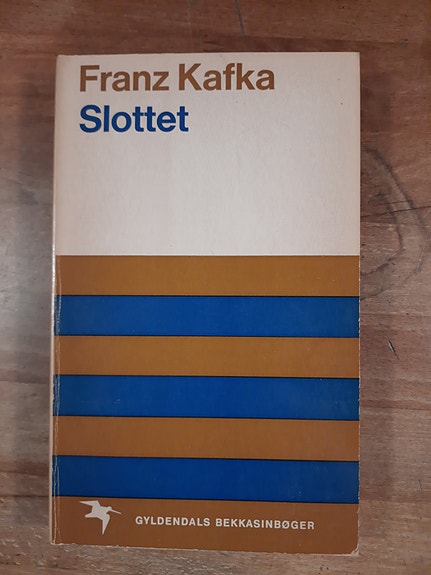 Franz Kafka
Slottet
GYLDENDALS BEKKASINBØGER